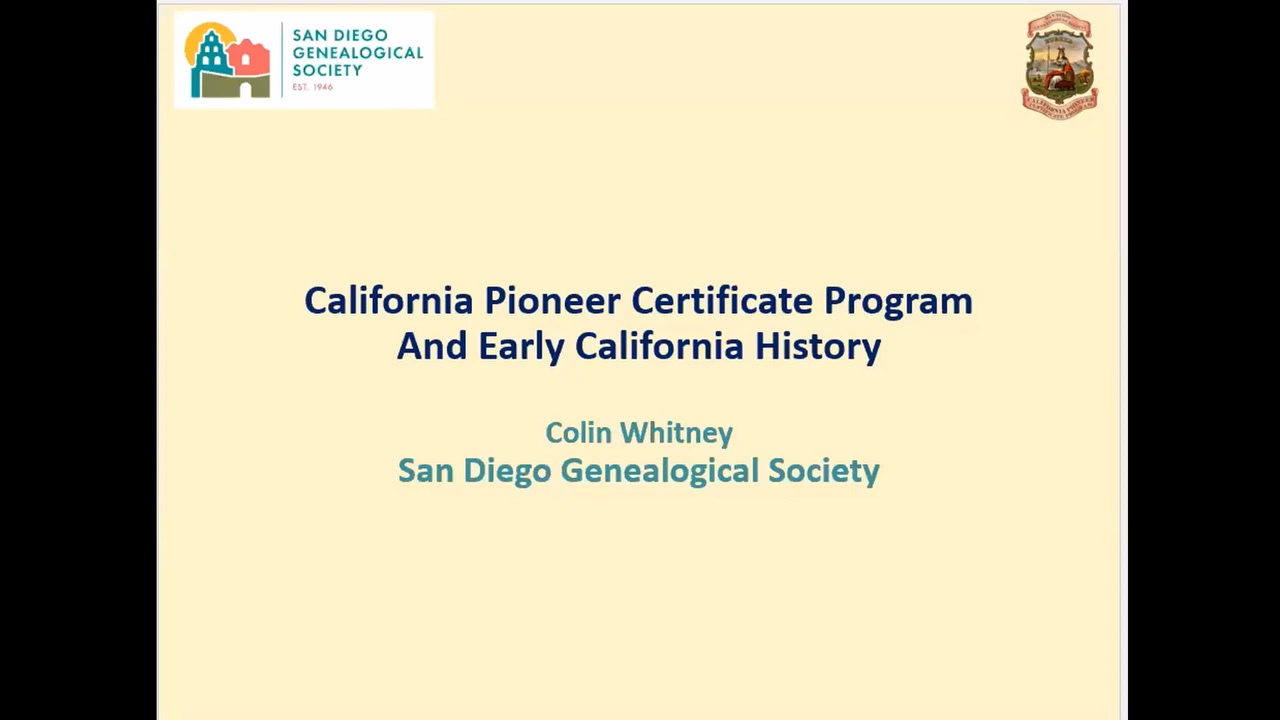 SAN DIEGO
GENEALOGICAL
SOCIETY
EST. 1946
California Pioneer Certificate Program
And Early California History
Colin Whitney
San Diego Genealogical Society